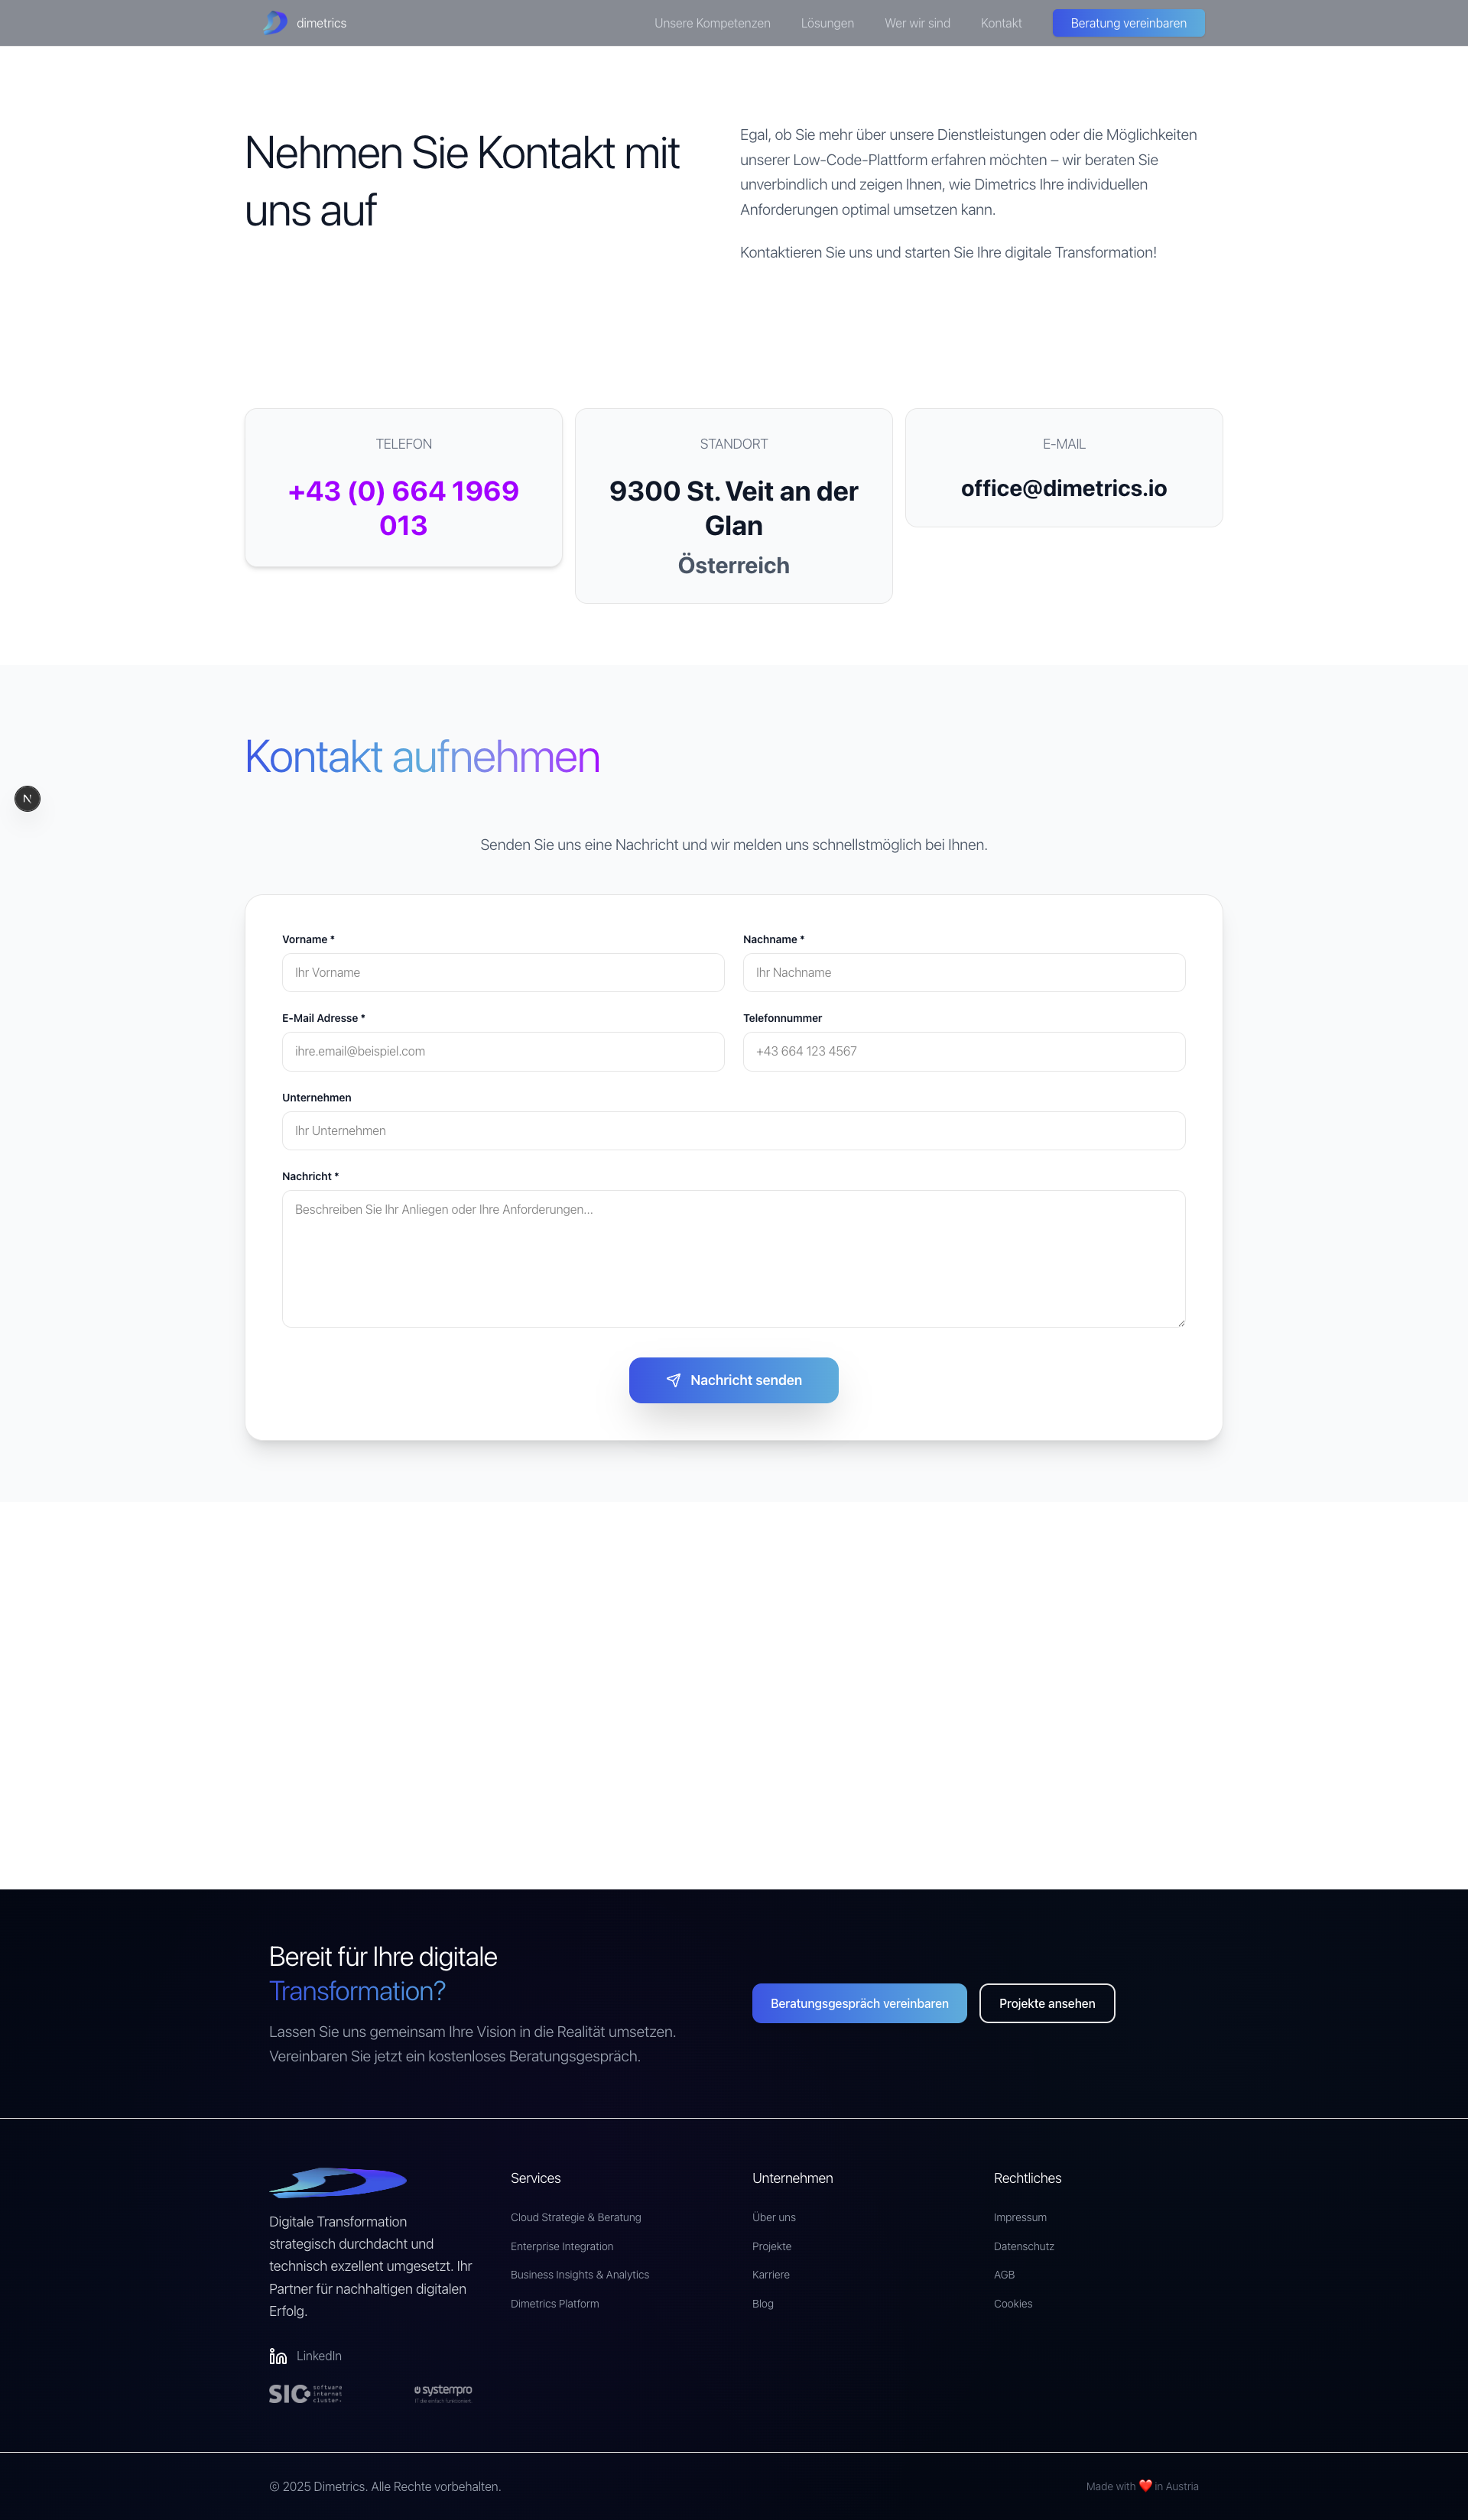 dimetrics
Unsere Kompetenzen
Lösungen
Wer wir sind
Kontakt
Beratung vereinbaren
Nehmen Sie Kontakt mit
uns auf
Egal, ob Sie mehr über unsere Dienstleistungen oder die Möglichkeiten
unserer Low-Code-Plattform erfahren möchten – wir beraten Sie
unverbindlich und zeigen Ihnen, wie Dimetrics Ihre individuellen
Anforderungen optimal umsetzen kann.
Kontaktieren Sie uns und starten Sie Ihre digitale Transformation!
TELEFON
+43 (0) 664 1969
013
STANDORT
9300 St. Veit an der
Glan
Österreich
E-MAIL
office@dimetrics.io
Kontakt aufnehmen
N
Senden Sie uns eine Nachricht und wir melden uns schnellstmöglich bei Ihnen.
Vorname *
Ihr Vorname
Nachname *
Ihr Nachname
E-Mail Adresse *
ihre.email@beispiel.com
Telefonnummer
+43 664 123 4567
Unternehmen
Ihr Unternehmen
Nachricht *
Beschreiben Sie Ihr Anliegen oder Ihre Anforderungen...
Nachricht senden
Bereit für Ihre digitale
Transformation?
Lassen Sie uns gemeinsam Ihre Vision in die Realität umsetzen.
Vereinbaren Sie jetzt ein kostenloses Beratungsgespräch.
Beratungsgespräch vereinbaren
Projekte ansehen
Digitale Transformation
strategisch durchdacht und
technisch exzellent umgesetzt. Ihr
Partner für nachhaltigen digitalen
Erfolg.
LinkedIn
SIC
software
internet
cluster
systempro
IT die einfach funktioniert.
Services
Cloud Strategie & Beratung
Enterprise Integration
Business Insights & Analytics
Dimetrics Platform
Unternehmen
Über uns
Projekte
Karriere
Blog
Rechtliches
Impressum
Datenschutz
AGB
Cookies
© 2025 Dimetrics. Alle Rechte vorbehalten.
Made with ❤️ in Austria